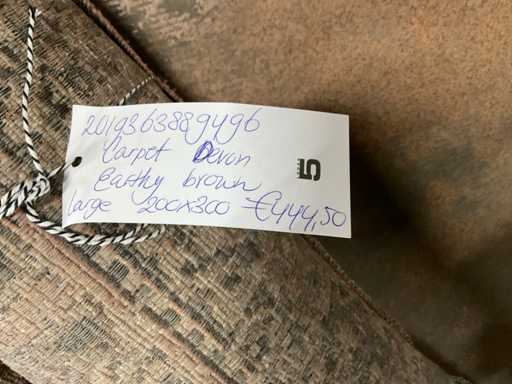 2019363889496
Carpet Devon
Earthy brown
large 200x300 €444,50
5